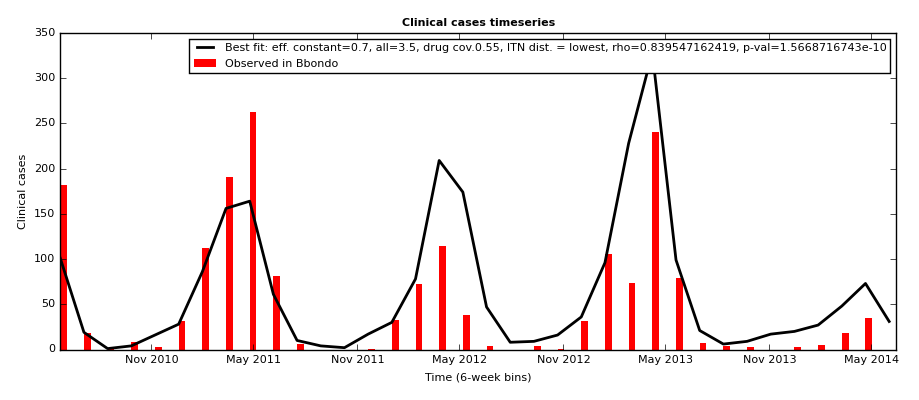 Clinical cases timeseries
350
300
250
200
150
100
50
0
Clinical cases
Best fit: eff. constant=0.7, all=3.5, drug cov.0.55, ITN dist. = lowest, rho=0.839547162419, p-val=1.5668716743e-10
Observed in Bbondo
Nov 2010 May 2011 Nov 2011 May 2012 Nov 2012 May 2013 Nov 2013 May 2014
Time (6-week bins)